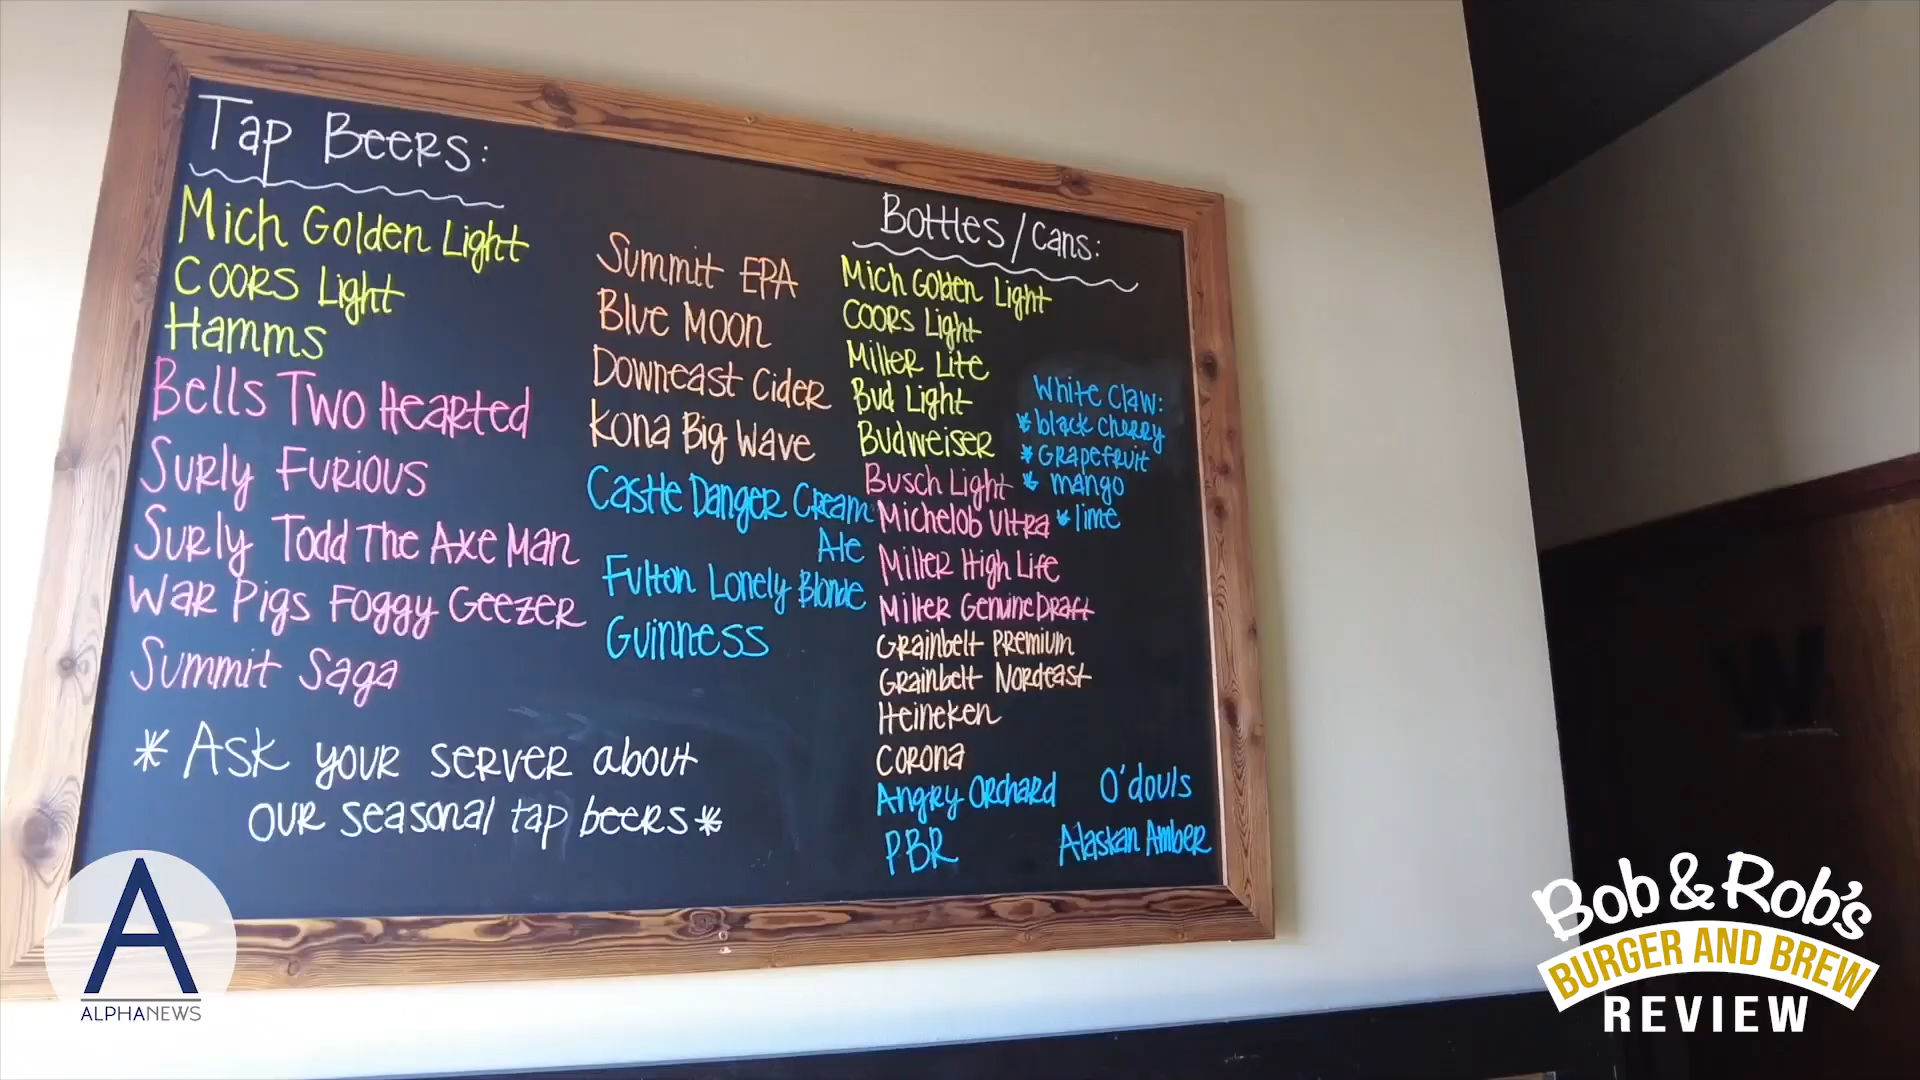 Tap Beers:
Mich Golden Light
Coors Light
Hamms
Bells Two Hearted
Surly Furious
Surly Todd The Axe Man
War Pigs Foggy Geezer
Summit Saga
* Ask your server about
our seasonal tap beers *
Summit EPA
Blue Moon
Downeast Cider
Kona Big Wave
Castle Danger Cream
Ale
Fulton Lonely Blonde
Guinness
Bottles/Cans:
Mich Golden Light
Coors Light
Miller Lite
Bud Light
Budweiser
Busch Light
Michelob Ultra
Miller High Life
Miller Genuine Draft
Grainbelt Premium
Grainbelt Nordeast
Heineken
Corona
Angry Orchard
PBR
White Claw:
* black cherry
* Grapefruit
* mango
* lime
O'douls
Alaskan Amber
A
ALPHANEWS
Bob & Rob's
BURGER AND BREW
REVIEW